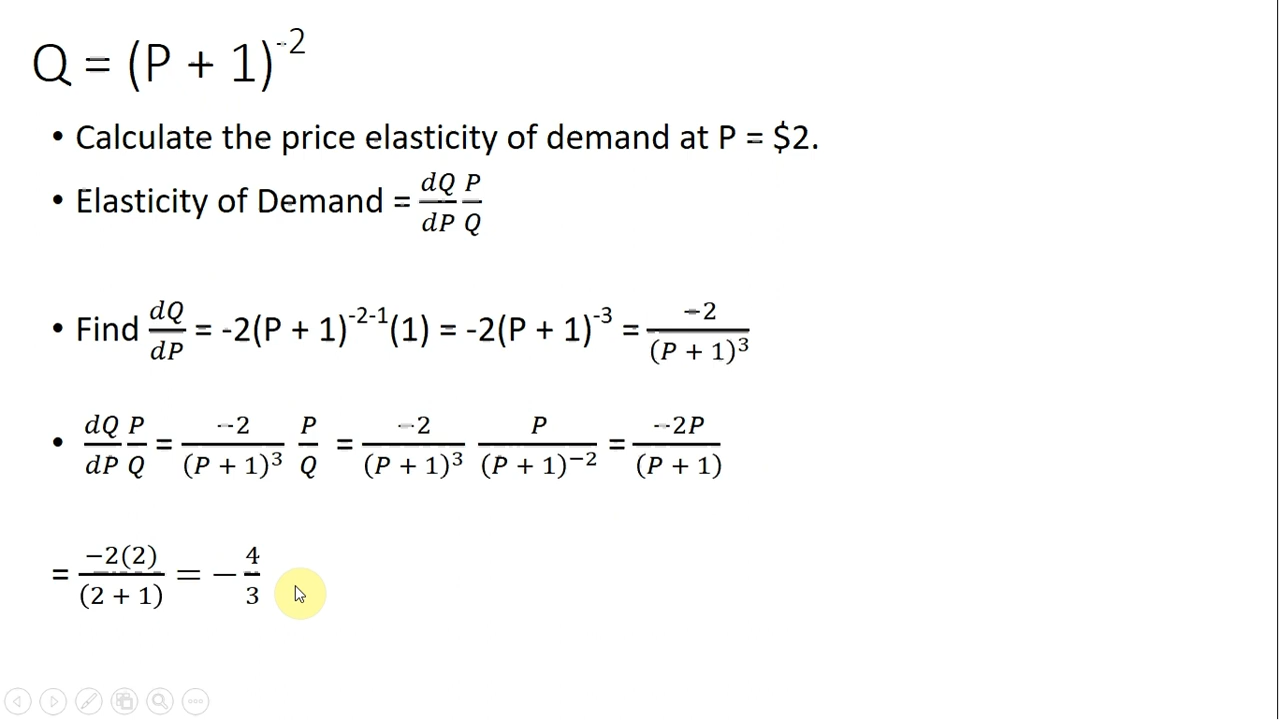 Q = (P + 1)^-2
• Calculate the price elasticity of demand at P = $2.
• Elasticity of Demand = dQ/dP P/Q
• Find dQ/dP = -2(P + 1)^-2-1(1) = -2(P + 1)^-3 = −2/(P + 1)^3
• dQ/dP P/Q = −2/(P + 1)^3 P/Q = −2/(P + 1)^3 P/(P + 1)^−2 = −2P/(P + 1)
= −2(2)/(2 + 1) = − 4/3